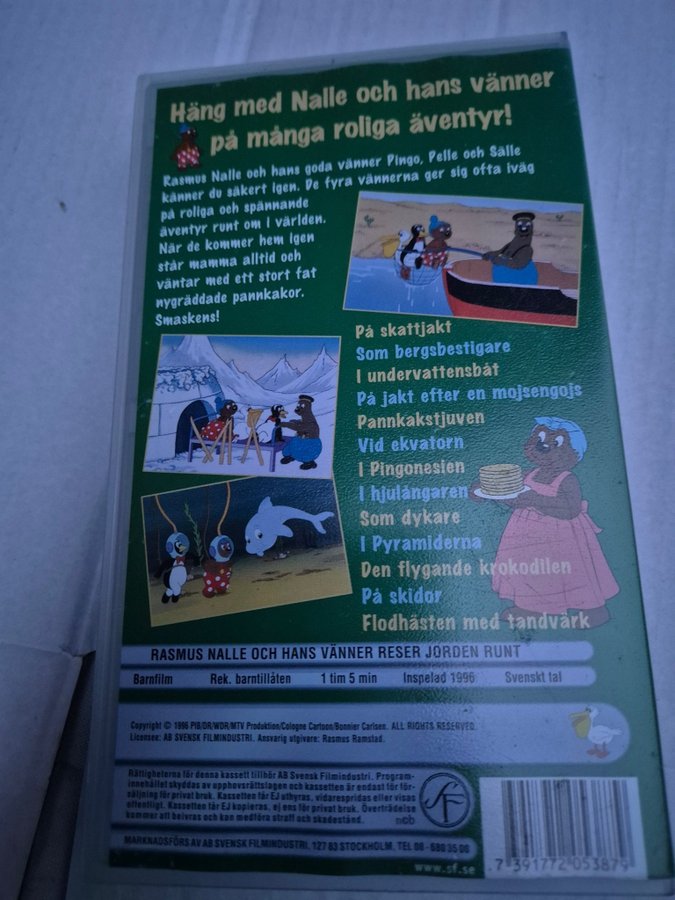 Häng med Nalle och hans vänner
på många roliga äventyr!
Rasmus Nalle och hans goda vänner Pingo, Pelle och Sälle
känner du säkert igen. De fyra vännerna ger sig ofta iväg
på roliga och spännande
äventyr runt om i världen.
När de kommer hem igen
står mamma alltid och
väntar med ett stort fat
nygräddade pannkakor.
Smaskens!
På skattjakt
Som bergsbestigare
I undervattensbåt
På jakt efter en mojsengojs
Pannkakstjuven
Vid ekvatorn
I Pingonesien
I hjulångaren
Som dykare
I Pyramiderna
Den flygande krokodilen
På skidor
Flodhästen med tandvärk
RASMUS NALLE OCH HANS VÄNNER RESER JORDEN RUNT
Barnfilm Rek. barntillåten 1 tim 5 min Inspelad 1996 Svenskt tal
Copyright © 1996 PIB/DR/WDR/MTV Produktion/Cologne Cartoon/Bonnier Carlsen. ALL RIGHTS RESERVED.
Licensee: AB SVENSK FILMINDUSTRI. Ansvarig utgivare: Rasmus Ramstad.
Rättigheterna för denna kassett tillhör AB Svensk Filmindustri. Program-
innehållet skyddas av upphovsrättslagen och kassetten är endast för för-
säljning för privat bruk. Kassetten får EJ uthyras, vidarespridas eller visas
offentligt. Kassetten får EJ kopieras, ej ens för privat bruk. Överträdelse
kommer att beivras och kan medföra straff och skadestånd.
SF
ncb
MARKNADSFÖRS AV AB SVENSK FILMINDUSTRI, 127 83 STOCKHOLM, TEL 08 - 680 35 00
www.sf.se
7 391772 053879